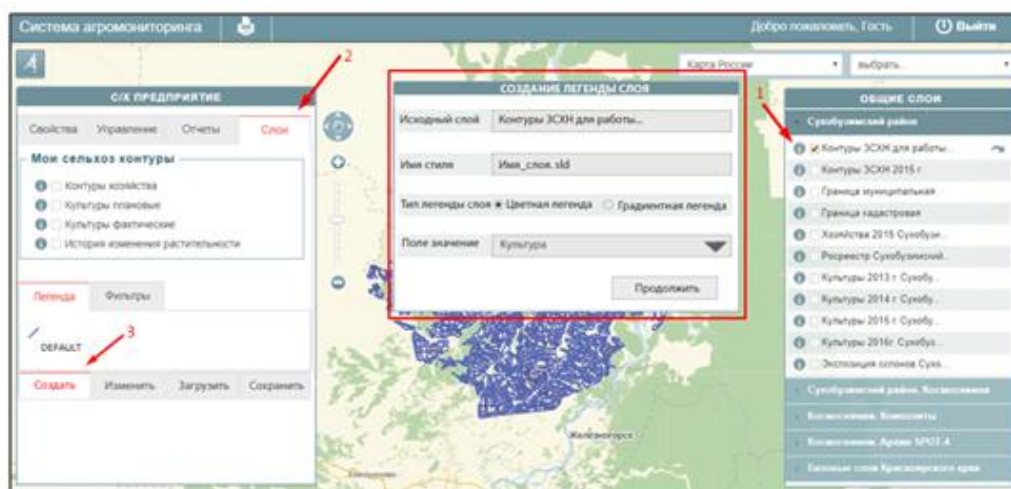 Система агромониторинга
Добро пожаловать, Гость
Выйти
Карта России
выбрать...
2
1
3
С/Х ПРЕДПРИЯТИЕ
Свойства Управление Отчеты Слои
Мои сельхоз контуры
Контуры хозяйства
Культуры плановые
Культуры фактические
История изменения растительности
Легенда Фильтры
DEFAULT
Создать Изменить Загрузить Сохранить
СОЗДАНИЕ ЛЕГЕНДЫ СЛОЯ
Исходный слой Контуры ЗСХН для работы...
Имя стиля Имя_слоя.sld
Тип легенды слоя Цветная легенда Градиентная легенда
Поле значение Культура
Продолжить
Железногорск
ОБЩИЕ СЛОИ
Сухобузимский район
Контуры ЗСХН для работы...
Контуры ЗСХН 2015 г
Граница муниципальная
Граница кадастровая
Хозяйства 2015 Сухобузи...
Росреестр Сухобузимский...
Культуры 2013 г. Сухобу...
Культуры 2014 г. Сухобу...
Культуры 2015 г. Сухобу...
Культуры 2016г. Сухобуз...
Экспозиция склонов Сухо...
Сухобузимский район. Космоснимки
Космоснимки. Композиты
Космоснимки. Архив SPOT-4
Базовые слои Красноярского края